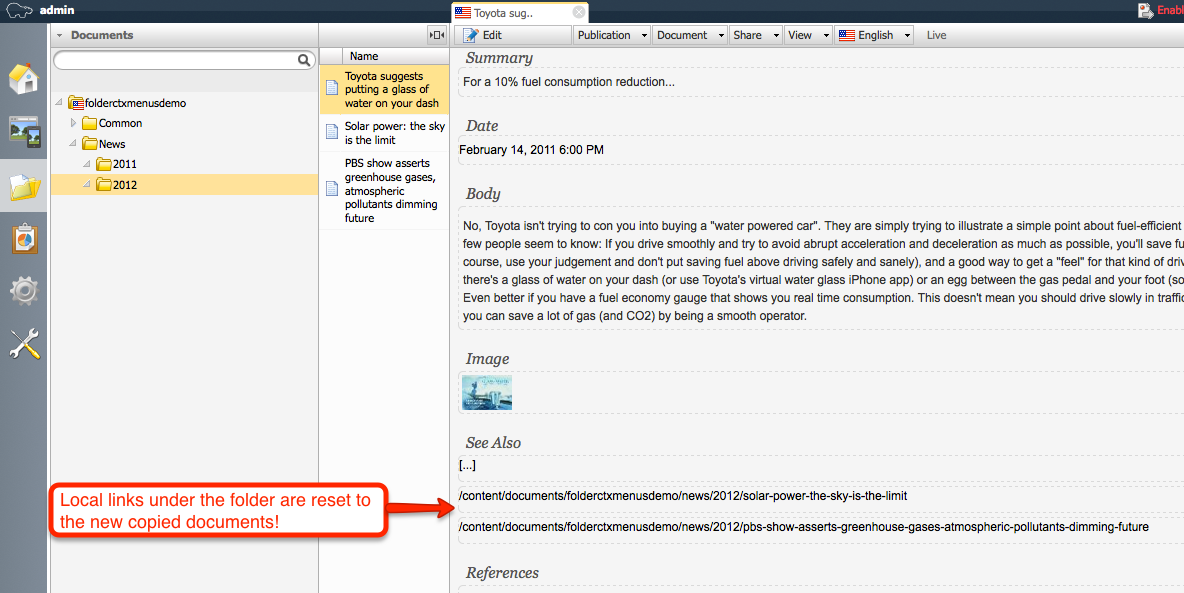 admin
Toyota sug..
Enabl
Documents
Edit
Publication
Document
Share
View
English
Live
Name
folderctxmenusdemo
Common
News
2011
2012
Toyota suggests
putting a glass of
water on your dash
Solar power: the sky
is the limit
PBS show asserts
greenhouse gases,
atmospheric
pollutants dimming
future
Summary
For a 10% fuel consumption reduction...
Date
February 14, 2011 6:00 PM
Body
No, Toyota isn't trying to con you into buying a "water powered car". They are simply trying to illustrate a simple point about fuel-efficient
few people seem to know: If you drive smoothly and try to avoid abrupt acceleration and deceleration as much as possible, you'll save fu
course, use your judgement and don't put saving fuel above driving safely and sanely), and a good way to get a "feel" for that kind of driv
there's a glass of water on your dash (or use Toyota's virtual water glass iPhone app) or an egg between the gas pedal and your foot (so
Even better if you have a fuel economy gauge that shows you real time consumption. This doesn't mean you should drive slowly in traffic
you can save a lot of gas (and CO2) by being a smooth operator.
Image
See Also
[...]
/content/documents/folderctxmenusdemo/news/2012/solar-power-the-sky-is-the-limit
/content/documents/folderctxmenusdemo/news/2012/pbs-show-asserts-greenhouse-gases-atmospheric-pollutants-dimming-future
References
Local links under the folder are reset to
the new copied documents!